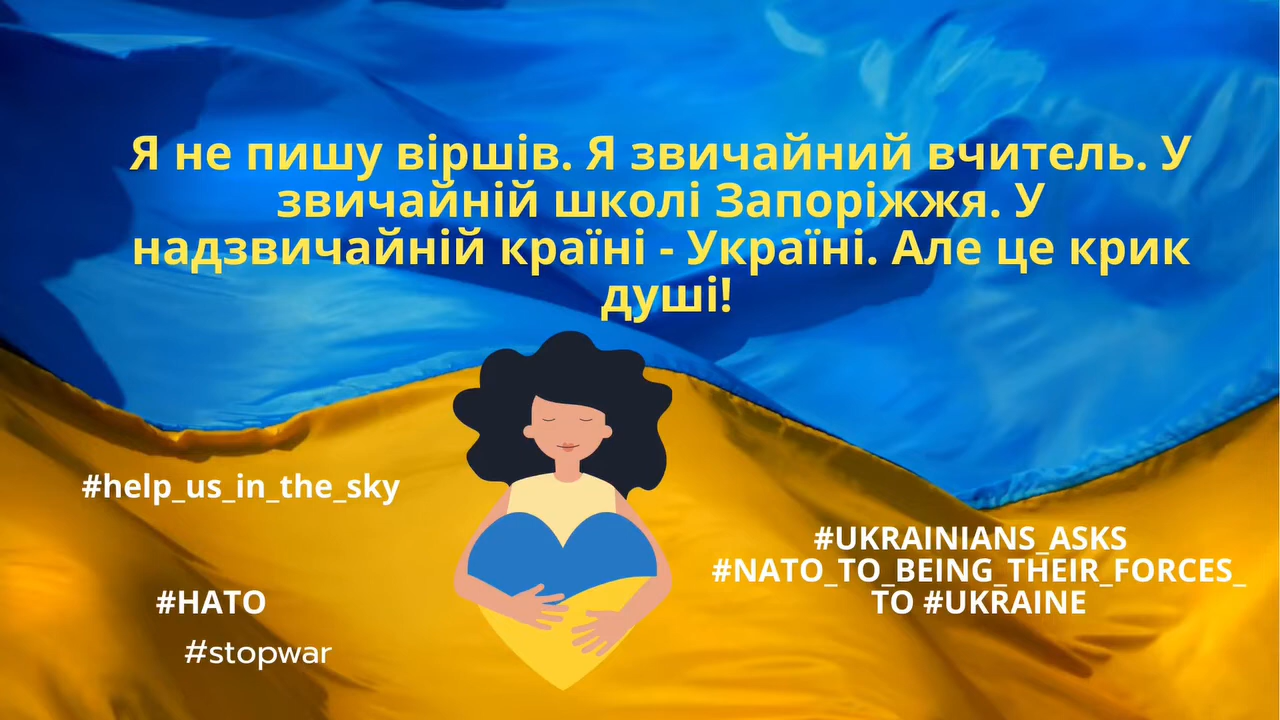 Я не пишу віршів. Я звичайний вчитель. У
звичайній школі Запоріжжя. У
надзвичайній країні - Україні. Але це крик
душі!
#help_us_in_the_sky
#UKRAINIANS_ASKS
#NATO_TO_BEING_THEIR_FORCES_
TO #UKRAINE
#НАТО
#stopwar